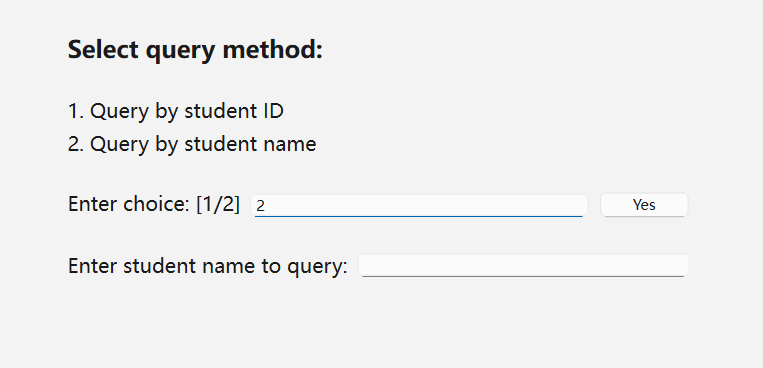 Select query method:
1. Query by student ID
2. Query by student name
Enter choice: [1/2] 2 Yes
Enter student name to query: